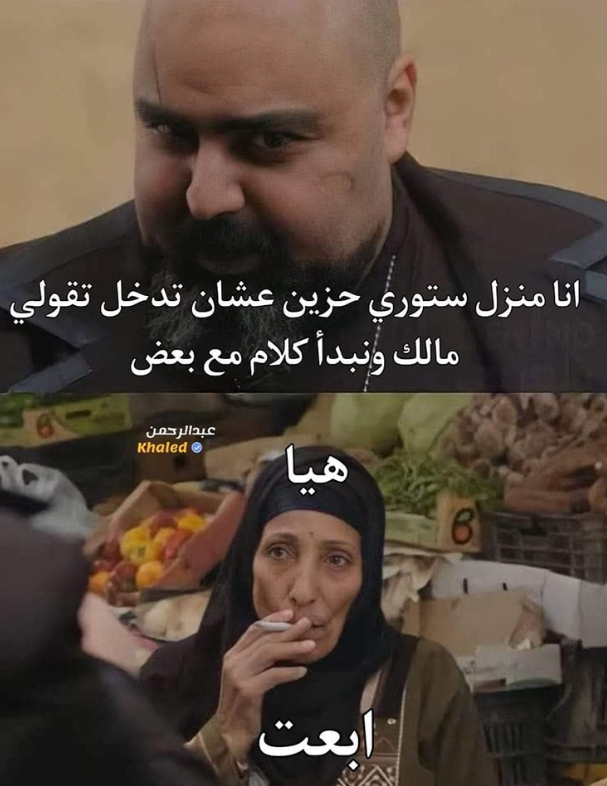 انا منزل ستوري حزين عشان تدخل تقولي
مالك ونبدأ كلام مع بعض
عبدالرحمن
Khaled
هيا
ابعت